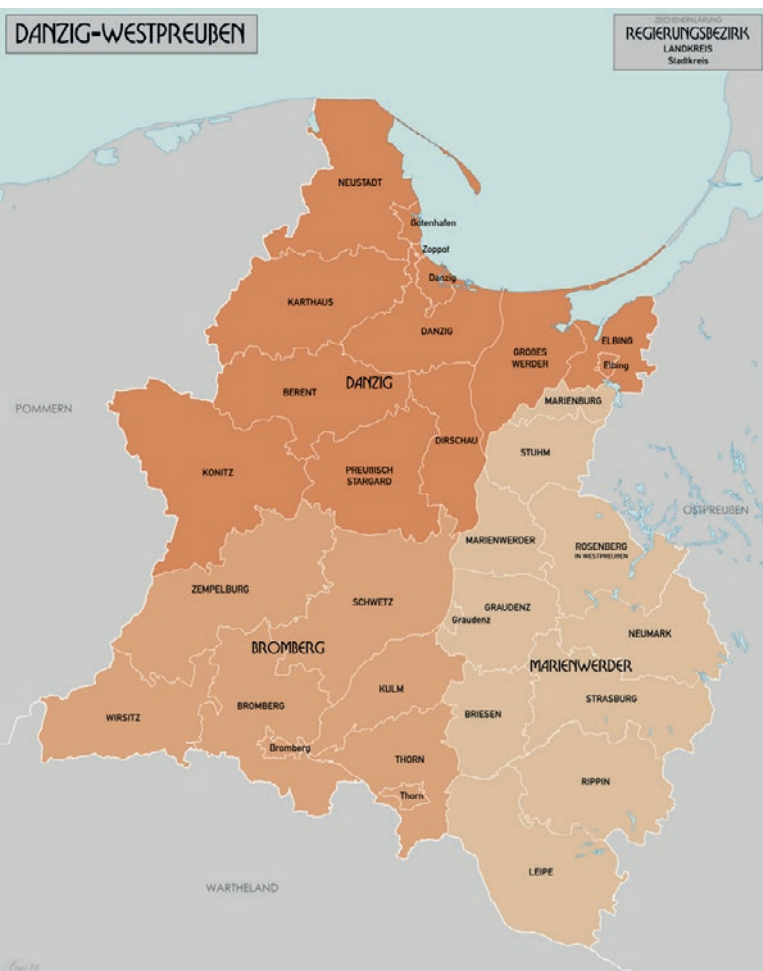 DANZIG-WESTPREUßEN
ZEICHENERKLÄRUNG
REGIERUNGSBEZIRK
LANDKREIS
Stadtkreis
NEUSTADT
Gotenhafen
Zoppot
Danzig
KARTHAUS
DANZIG
GROßES
WERDER
ELBING
Elbing
BERENT
DANZIG
MARIENBURG
POMMERN
DIRSCHAU
STUHM
KONITZ
PREUßISCH
STARGARD
OSTPREUßEN
MARIENWERDER
ROSENBERG
IN WESTPREUßEN
ZEMPELBURG
SCHWETZ
GRAUDENZ
Graudenz
NEUMARK
BROMBERG
MARIENWERDER
KULM
STRASBURG
WIRSITZ
BROMBERG
BRIESEN
Bromberg
THORN
RIPPIN
Thorn
LEIPE
WARTHELAND